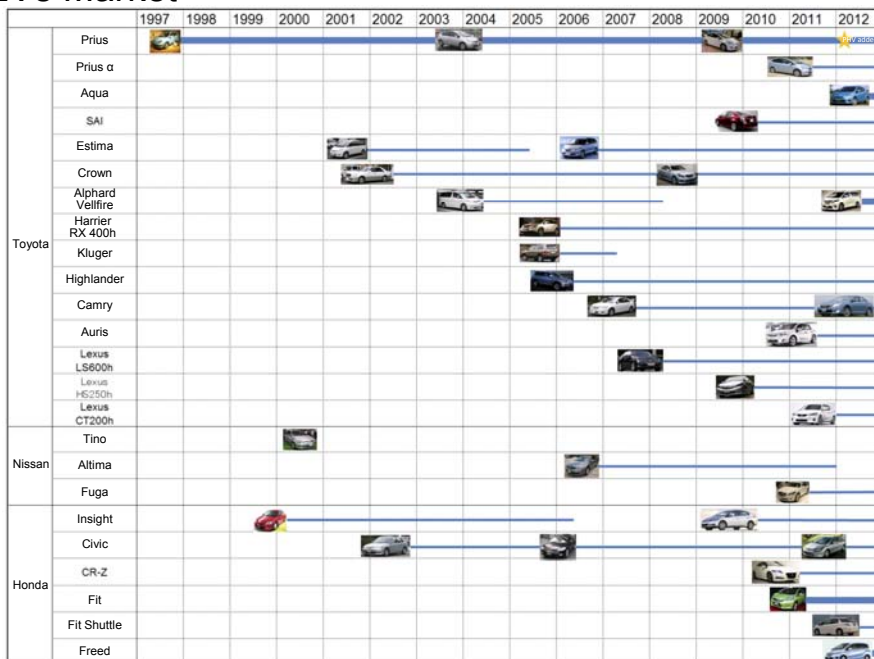 1997 1998 1999 2000 2001 2002 2003 2004 2005 2006 2007 2008 2009 2010 2011 2012
Toyota
Prius
Prius α
Aqua
SAI
Estima
Crown
Alphard
Vellfire
Harrier
RX 400h
Kluger
Highlander
Camry
Auris
Lexus
LS600h
Lexus
HS250h
Lexus
CT200h
Nissan
Tino
Altima
Fuga
Honda
Insight
Civic
CR-Z
Fit
Fit Shuttle
Freed